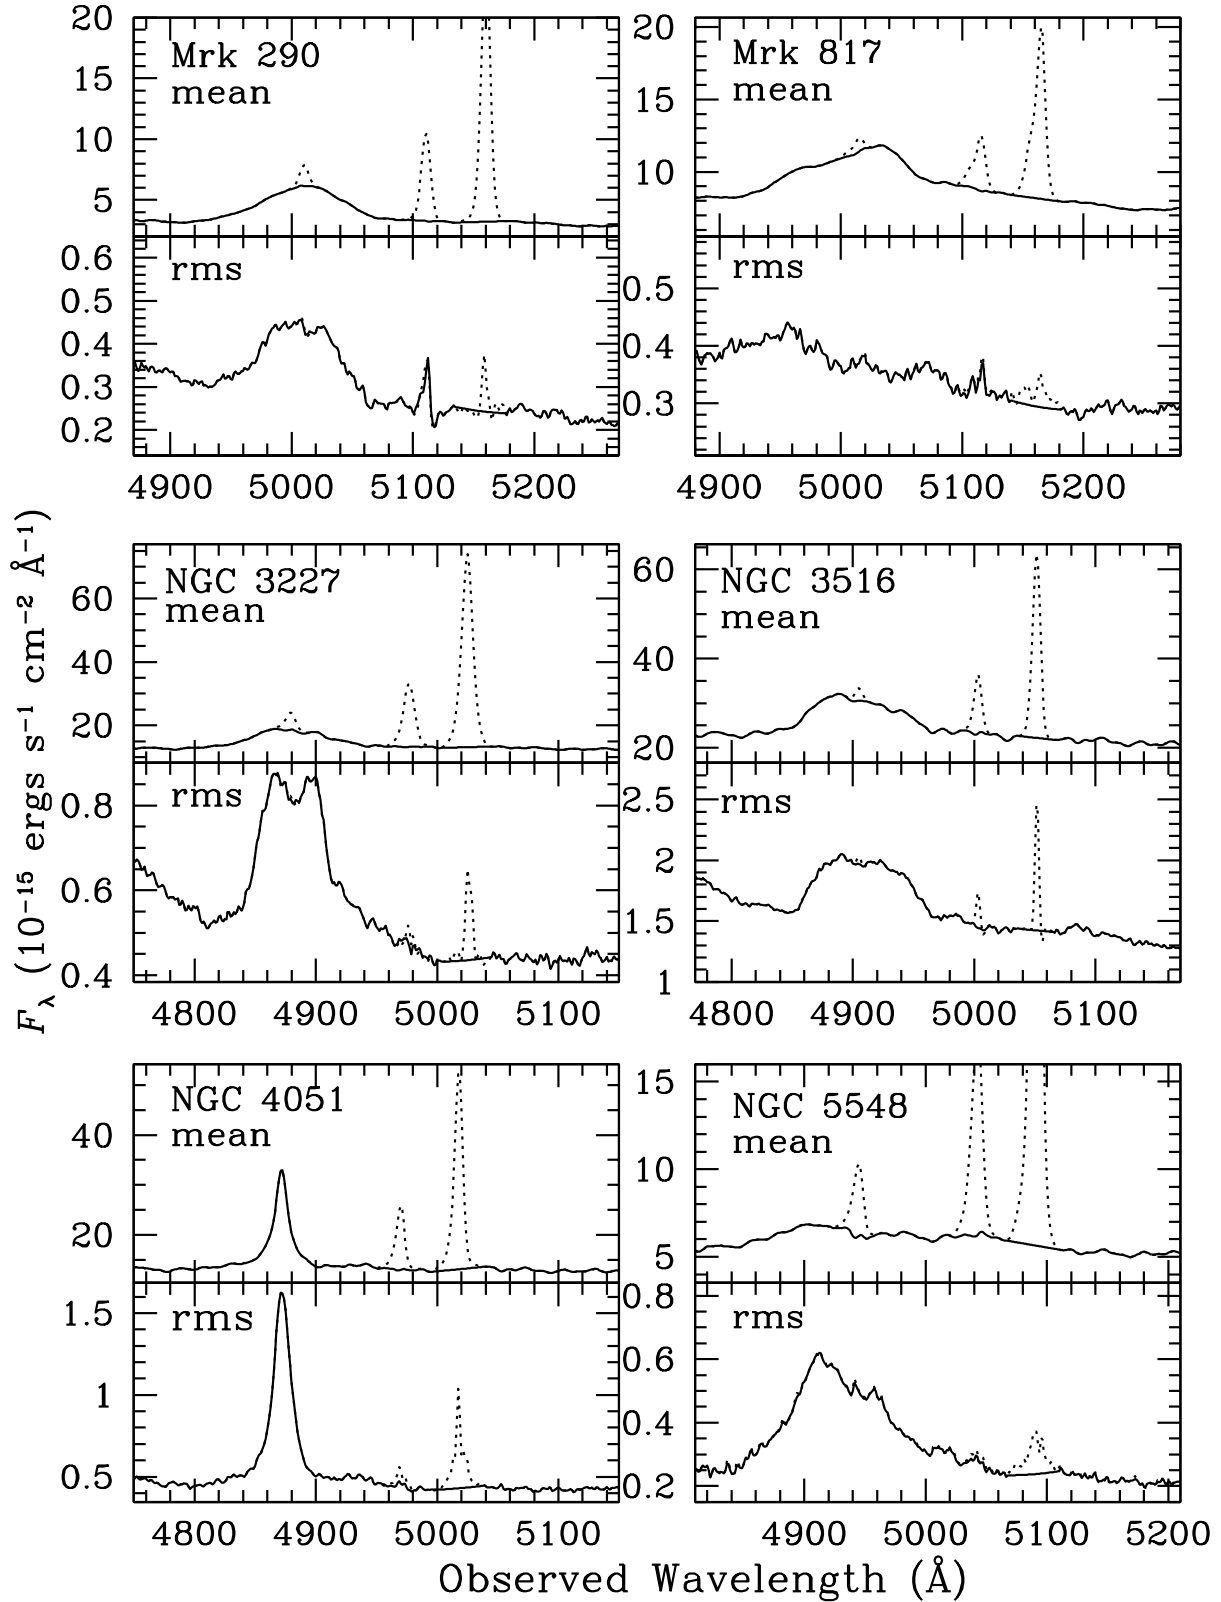 20
15
10
5
Mrk 290
mean
20
15
10
Mrk 817
mean
0.6
0.5
0.4
0.3
0.2
rms
0.5
0.4
0.3
rms
4900 5000 5100 5200
4900 5000 5100 5200
60
40
20
NGC 3227
mean
60
40
20
NGC 3516
mean
0.8
0.6
0.4
rms
2.5
2
1.5
1
rms
4800 4900 5000 5100
4800 4900 5000 5100
40
20
NGC 4051
mean
15
10
5
NGC 5548
mean
1.5
1
0.5
rms
0.8
0.6
0.4
0.2
rms
4800 4900 5000 5100
4900 5000 5100 5200
Fλ (10⁻¹⁵ ergs s⁻¹ cm⁻² Å⁻¹)
Observed Wavelength (Å)